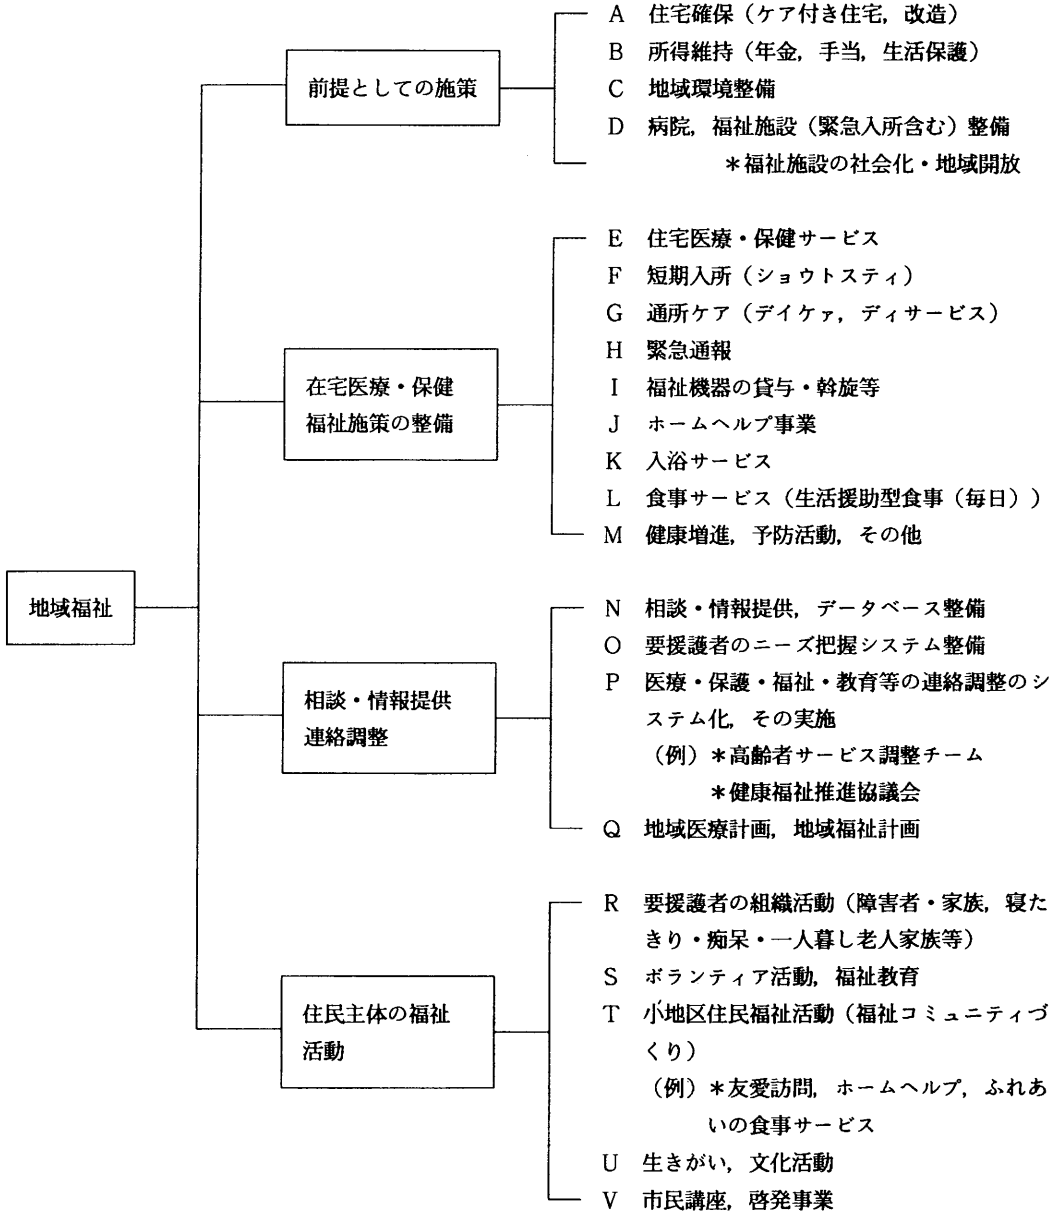 地域福祉
前提としての施策
A 住宅確保（ケア付き住宅，改造）
B 所得維持（年金，手当，生活保護）
C 地域環境整備
D 病院，福祉施設（緊急入所含む）整備
＊福祉施設の社会化・地域開放
在宅医療・保健
福祉施策の整備
E 住宅医療・保健サービス
F 短期入所（ショウトスティ）
G 通所ケア（デイケァ，ディサービス）
H 緊急通報
I 福祉機器の貸与・斡旋等
J ホームヘルプ事業
K 入浴サービス
L 食事サービス（生活援助型食事（毎日））
M 健康増進，予防活動，その他
相談・情報提供
連絡調整
N 相談・情報提供，データベース整備
O 要援護者のニーズ把握システム整備
P 医療・保護・福祉・教育等の連絡調整のシ
ステム化，その実施
（例）＊高齢者サービス調整チーム
＊健康福祉推進協議会
Q 地域医療計画，地域福祉計画
住民主体の福祉
活動
R 要援護者の組織活動（障害者・家族，寝た
きり・痴呆・一人暮し老人家族等）
S ボランティア活動，福祉教育
T 小地区住民福祉活動（福祉コミュニティづ
くり）
（例）＊友愛訪問，ホームヘルプ，ふれあ
いの食事サービス
U 生きがい，文化活動
V 市民講座，啓発事業